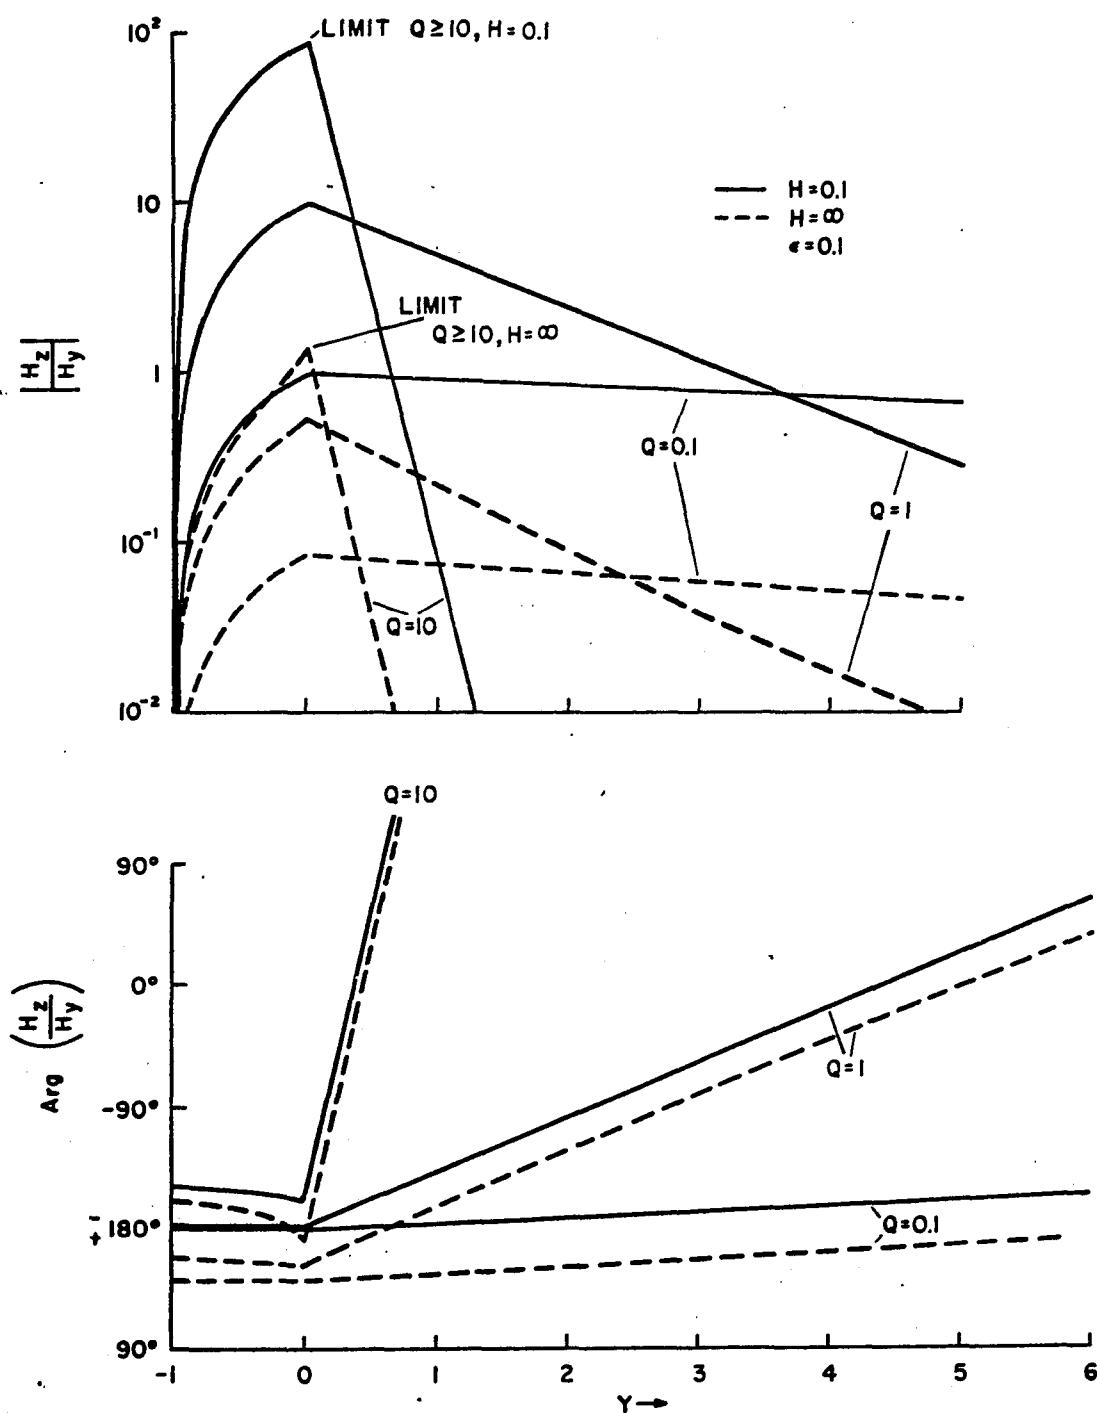 10²
LIMIT Q≥10, H=0.1
10
H=0.1
H=∞
ϵ=0.1
LIMIT
Q≥10, H=∞
|Hz/Hy|
1
Q=0.1
Q=1
10⁻¹
Q=10
10⁻²
Q=10
90°
0°
Arg (Hz/Hy)
Q=1
-90°
+- 180°
Q=0.1
90°
-1 0 1 2 3 4 5 6
Y→